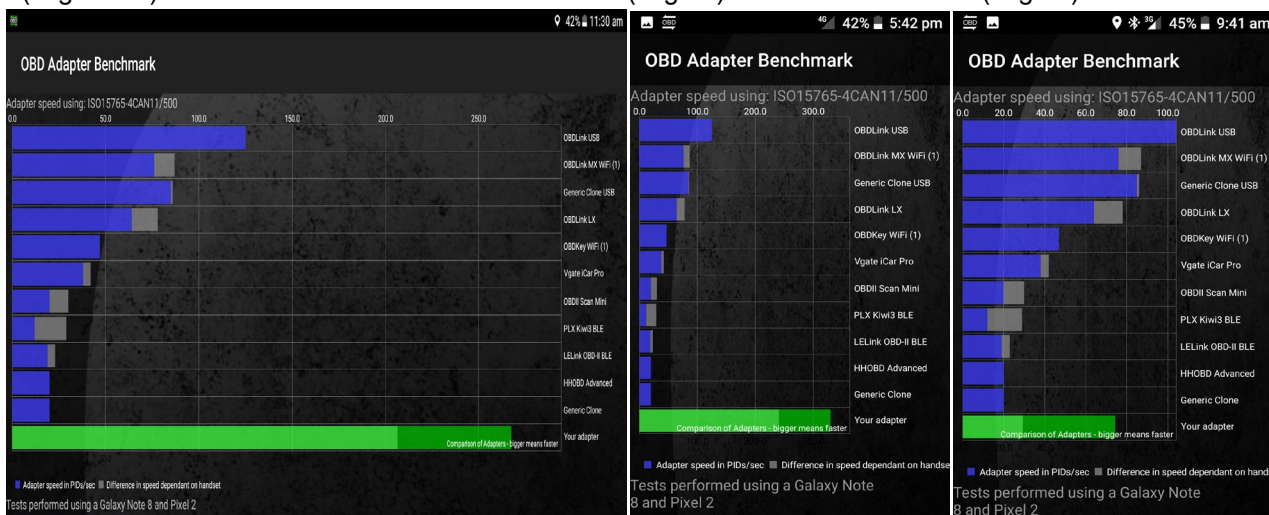 42% 11:30 am
OBD Adapter Benchmark
Adapter speed using: ISO15765-4CAN11/500
0.0 50.0 100.0 150.0 200.0 250.0
OBDLink USB
OBDLink MX WiFi (1)
Generic Clone USB
OBDLink LX
OBDKey WiFi (1)
Vgate iCar Pro
OBDII Scan Mini
PLX Kiwi3 BLE
LELink OBD-II BLE
HHOBD Advanced
Generic Clone
Your adapter
Comparison of Adapters - bigger means faster
Adapter speed in PIDs/sec Difference in speed dependant on handset
Tests performed using a Galaxy Note 8 and Pixel 2
OBD 4G 42% 5:42 pm
OBD Adapter Benchmark
Adapter speed using: ISO15765-4CAN11/500
0.0 100.0 200.0 300.0
OBDLink USB
OBDLink MX WiFi (1)
Generic Clone USB
OBDLink LX
OBDKey WiFi (1)
Vgate iCar Pro
OBDII Scan Mini
PLX Kiwi3 BLE
LELink OBD-II BLE
HHOBD Advanced
Generic Clone
Your adapter
Comparison of Adapters - bigger means faster
Adapter speed in PIDs/sec Difference in speed dependant on handse
Tests performed using a Galaxy Note
8 and Pixel 2
OBD 3G 45% 9:41 am
OBD Adapter Benchmark
Adapter speed using: ISO15765-4CAN11/500
0.0 20.0 40.0 60.0 80.0 100.0
OBDLink USB
OBDLink MX WiFi (1)
Generic Clone USB
OBDLink LX
OBDKey WiFi (1)
Vgate iCar Pro
OBDII Scan Mini
PLX Kiwi3 BLE
LELink OBD-II BLE
HHOBD Advanced
Generic Clone
Your adapter
Comparison of Adapters - bigger means faster
Adapter speed in PIDs/sec Difference in speed dependant on hand
Tests performed using a Galaxy Note
8 and Pixel 2